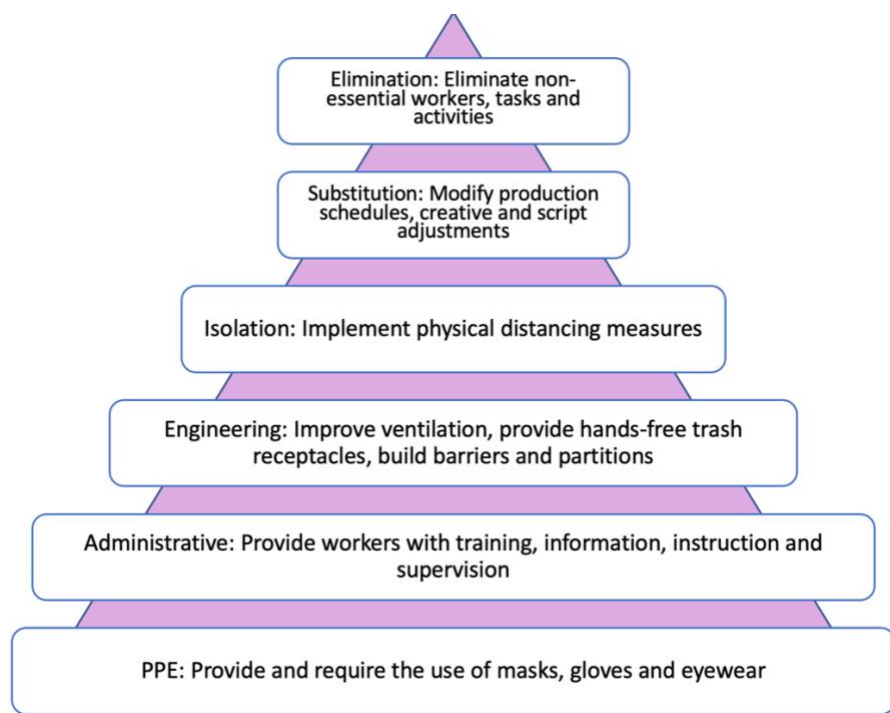 Elimination: Eliminate non-
essential workers, tasks and
activities
Substitution: Modify production
schedules, creative and script
adjustments
Isolation: Implement physical distancing measures
Engineering: Improve ventilation, provide hands-free trash
receptacles, build barriers and partitions
Administrative: Provide workers with training, information, instruction and
supervision
PPE: Provide and require the use of masks, gloves and eyewear